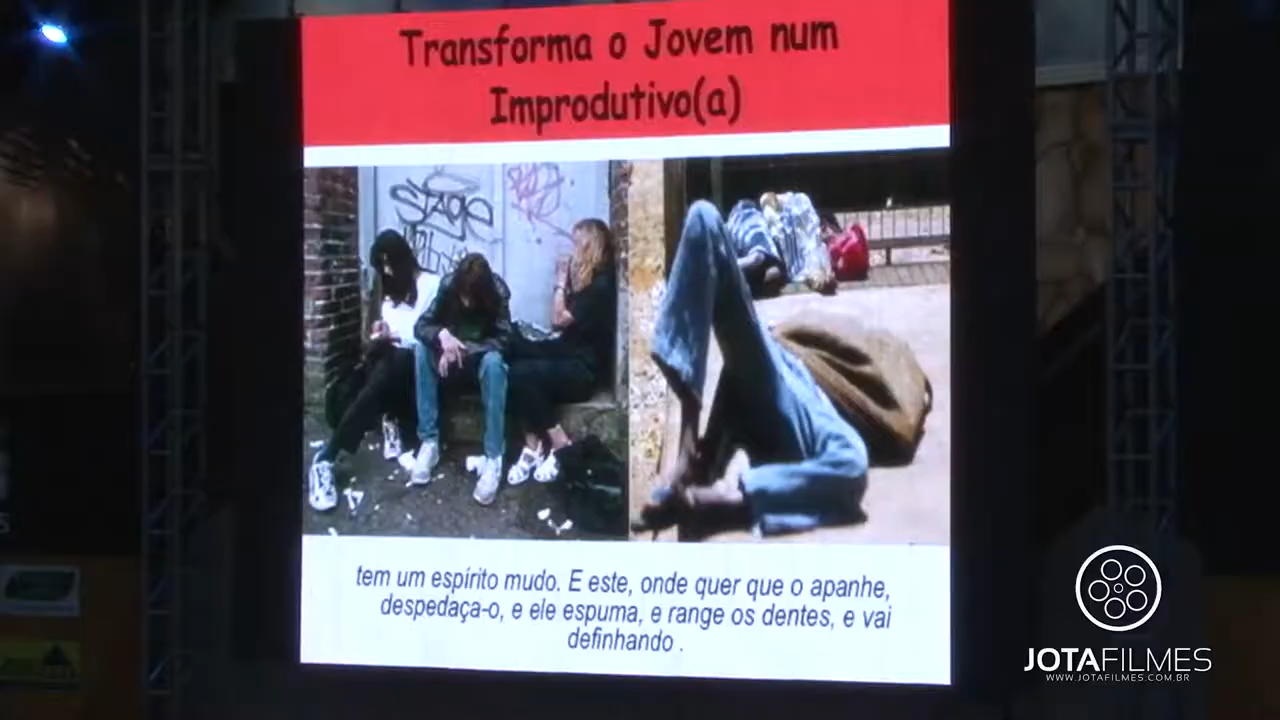 Transforma o Jovem num
Improdutivo(a)
STAGE
tem um espírito mudo. E este, onde quer que o apanhe,
despedaça-o, e ele espuma, e range os dentes, e vai
definhando .
JOTAFILMES
WWW.JOTAFILMES.COM.BR